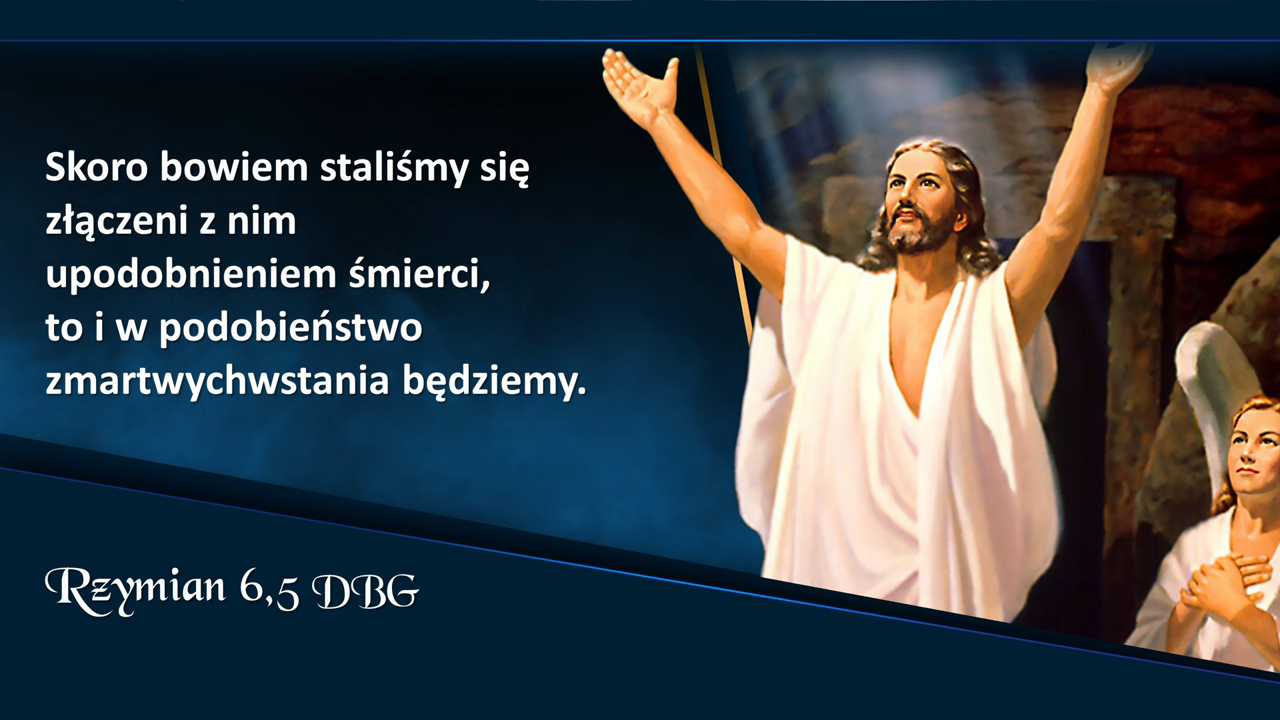 Skoro bowiem staliśmy się
złączeni z nim
upodobnieniem śmierci,
to i w podobieństwo
zmartwychwstania będziemy.
Rzymian 6,5 DBG